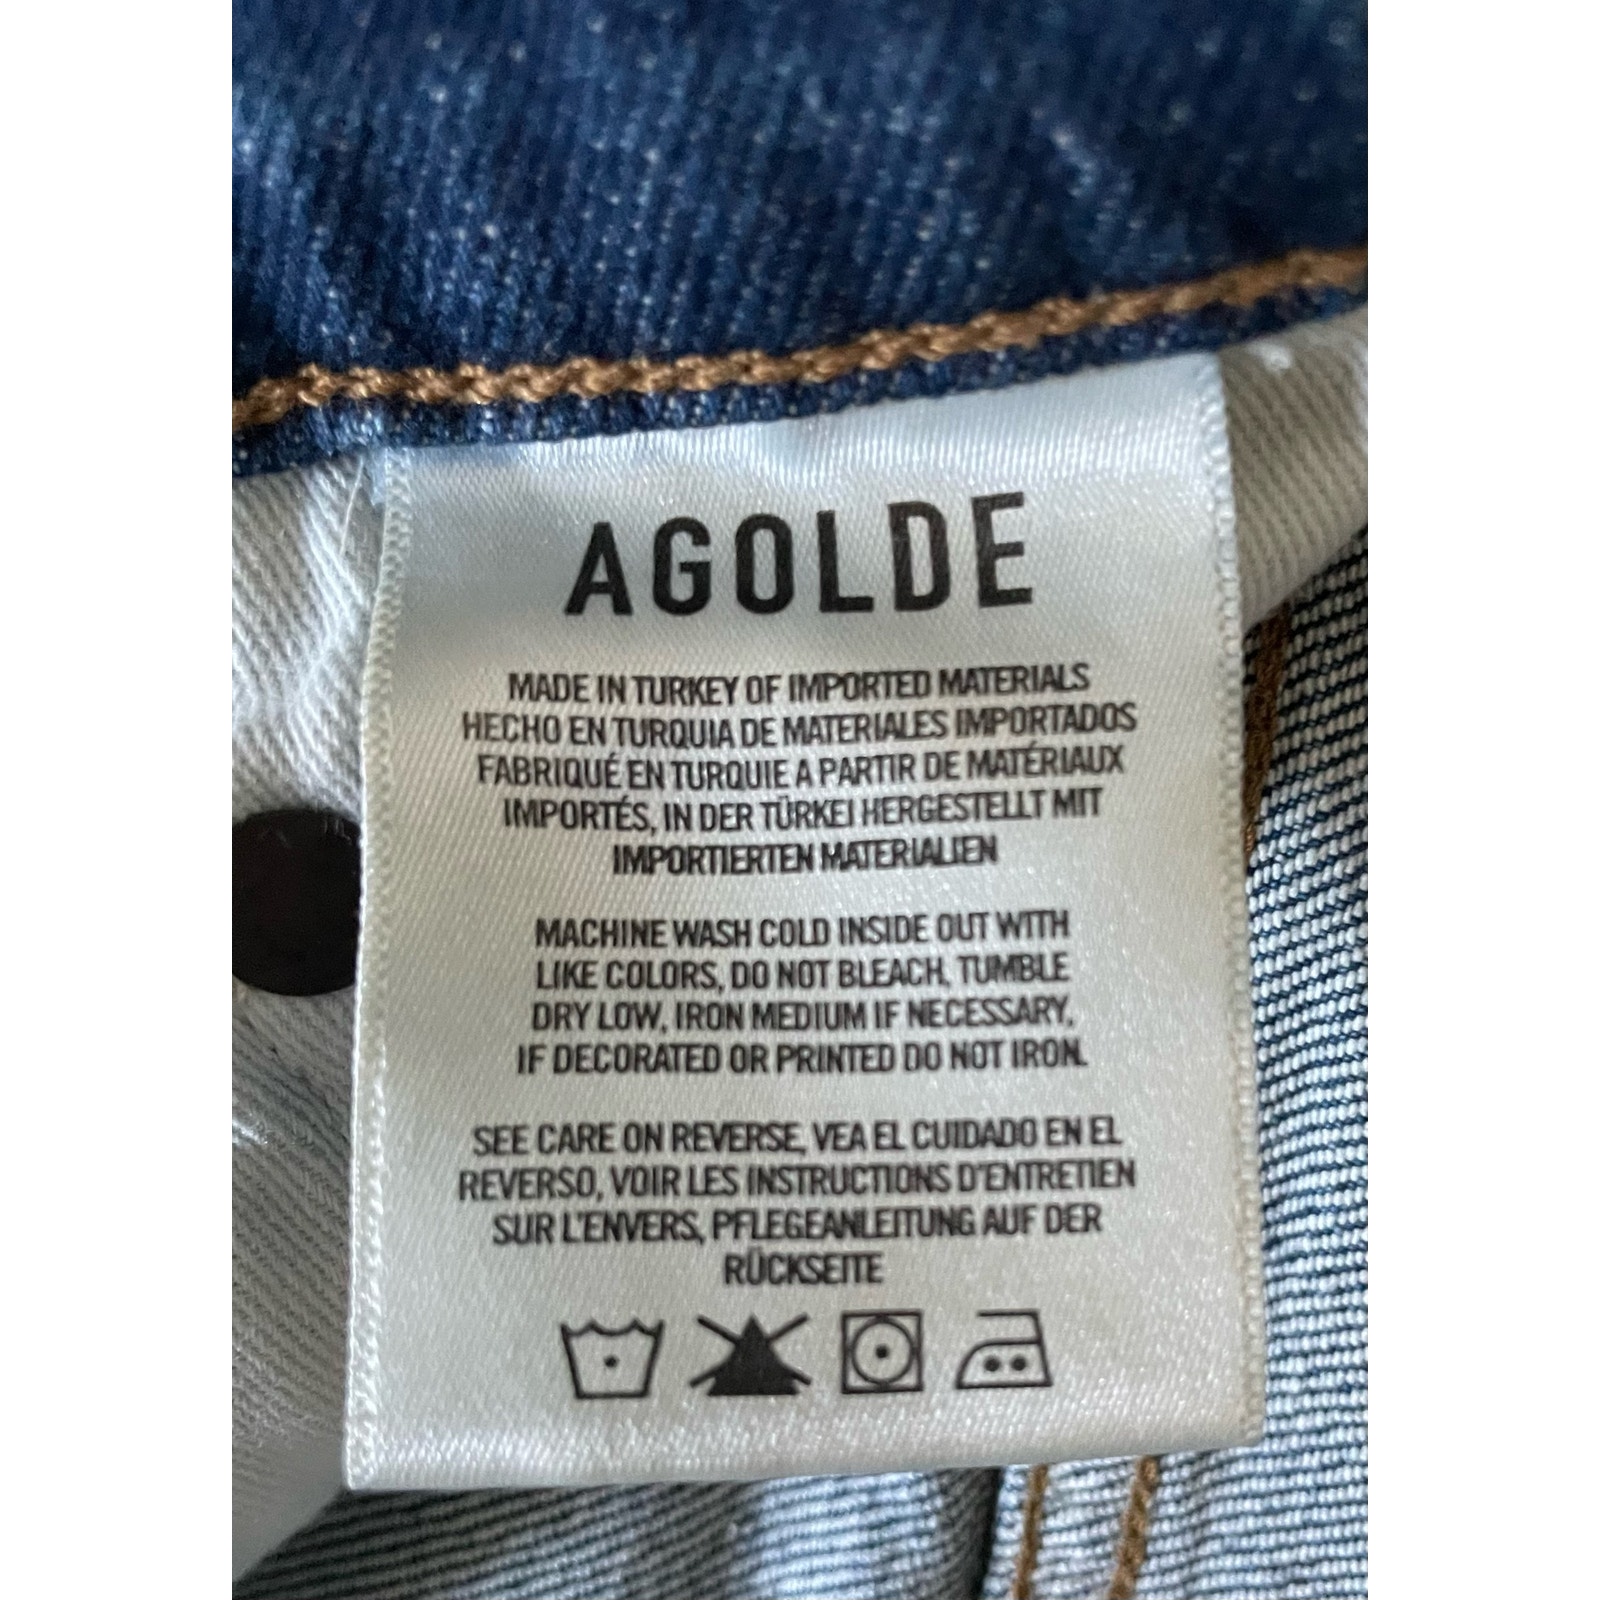 AGOLDE
MADE IN TURKEY OF IMPORTED MATERIALS
HECHO EN TURQUIA DE MATERIALES IMPORTADOS
FABRIQUÉ EN TURQUIE A PARTIR DE MATÉRIAUX
IMPORTÉS, IN DER TÜRKEI HERGESTELLT MIT
IMPORTIERTEN MATERIALIEN
MACHINE WASH COLD INSIDE OUT WITH
LIKE COLORS, DO NOT BLEACH, TUMBLE
DRY LOW, IRON MEDIUM IF NECESSARY,
IF DECORATED OR PRINTED DO NOT IRON.
SEE CARE ON REVERSE, VEA EL CUIDADO EN EL
REVERSO, VOIR LES INSTRUCTIONS D'ENTRETIEN
SUR L'ENVERS, PFLEGEANLEITUNG AUF DER
RÜCKSEITE